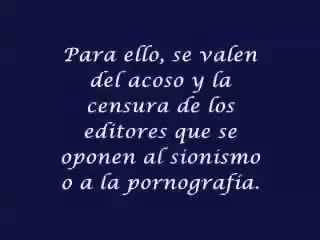 Para ello, se valen
del acoso y la
censura de los
editores que se
oponen al sionismo
o a la pornografía.